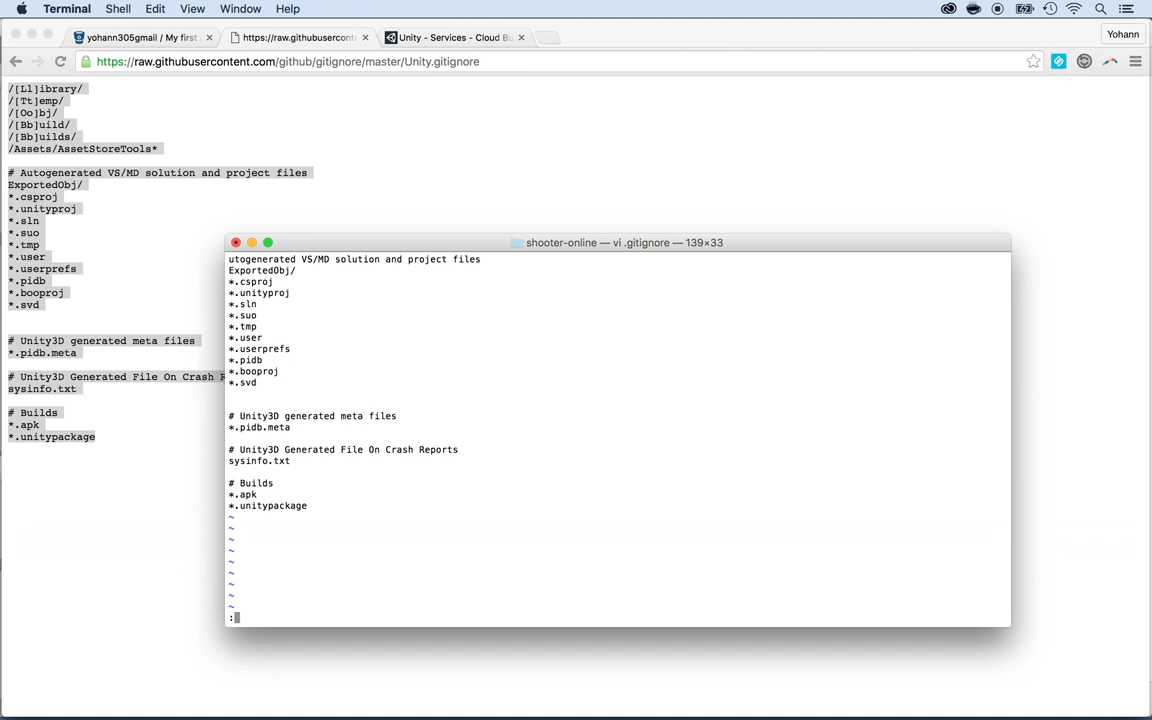 Terminal Shell Edit View Window Help
yohann305gmail / My first
https://raw.githubuserconte
Unity - Services - Cloud Bu
Yohann
https://raw.githubusercontent.com/github/gitignore/master/Unity.gitignore
/[Ll]ibrary/
/[Tt]emp/
/[Oo]bj/
/[Bb]uild/
/[Bb]uilds/
/Assets/AssetStoreTools*
# Autogenerated VS/MD solution and project files
ExportedObj/
*.csproj
*.unityproj
*.sln
*.suo
*.tmp
*.user
*.userprefs
*.pidb
*.booproj
*.svd
# Unity3D generated meta files
*.pidb.meta
# Unity3D Generated File On Crash R
sysinfo.txt
# Builds
*.apk
*.unitypackage
shooter-online — vi .gitignore — 139×33
utogenerated VS/MD solution and project files
ExportedObj/
*.csproj
*.unityproj
*.sln
*.suo
*.tmp
*.user
*.userprefs
*.pidb
*.booproj
*.svd
# Unity3D generated meta files
*.pidb.meta
# Unity3D Generated File On Crash Reports
sysinfo.txt
# Builds
*.apk
*.unitypackage
~
~
~
~
~
~
~
~
~
: